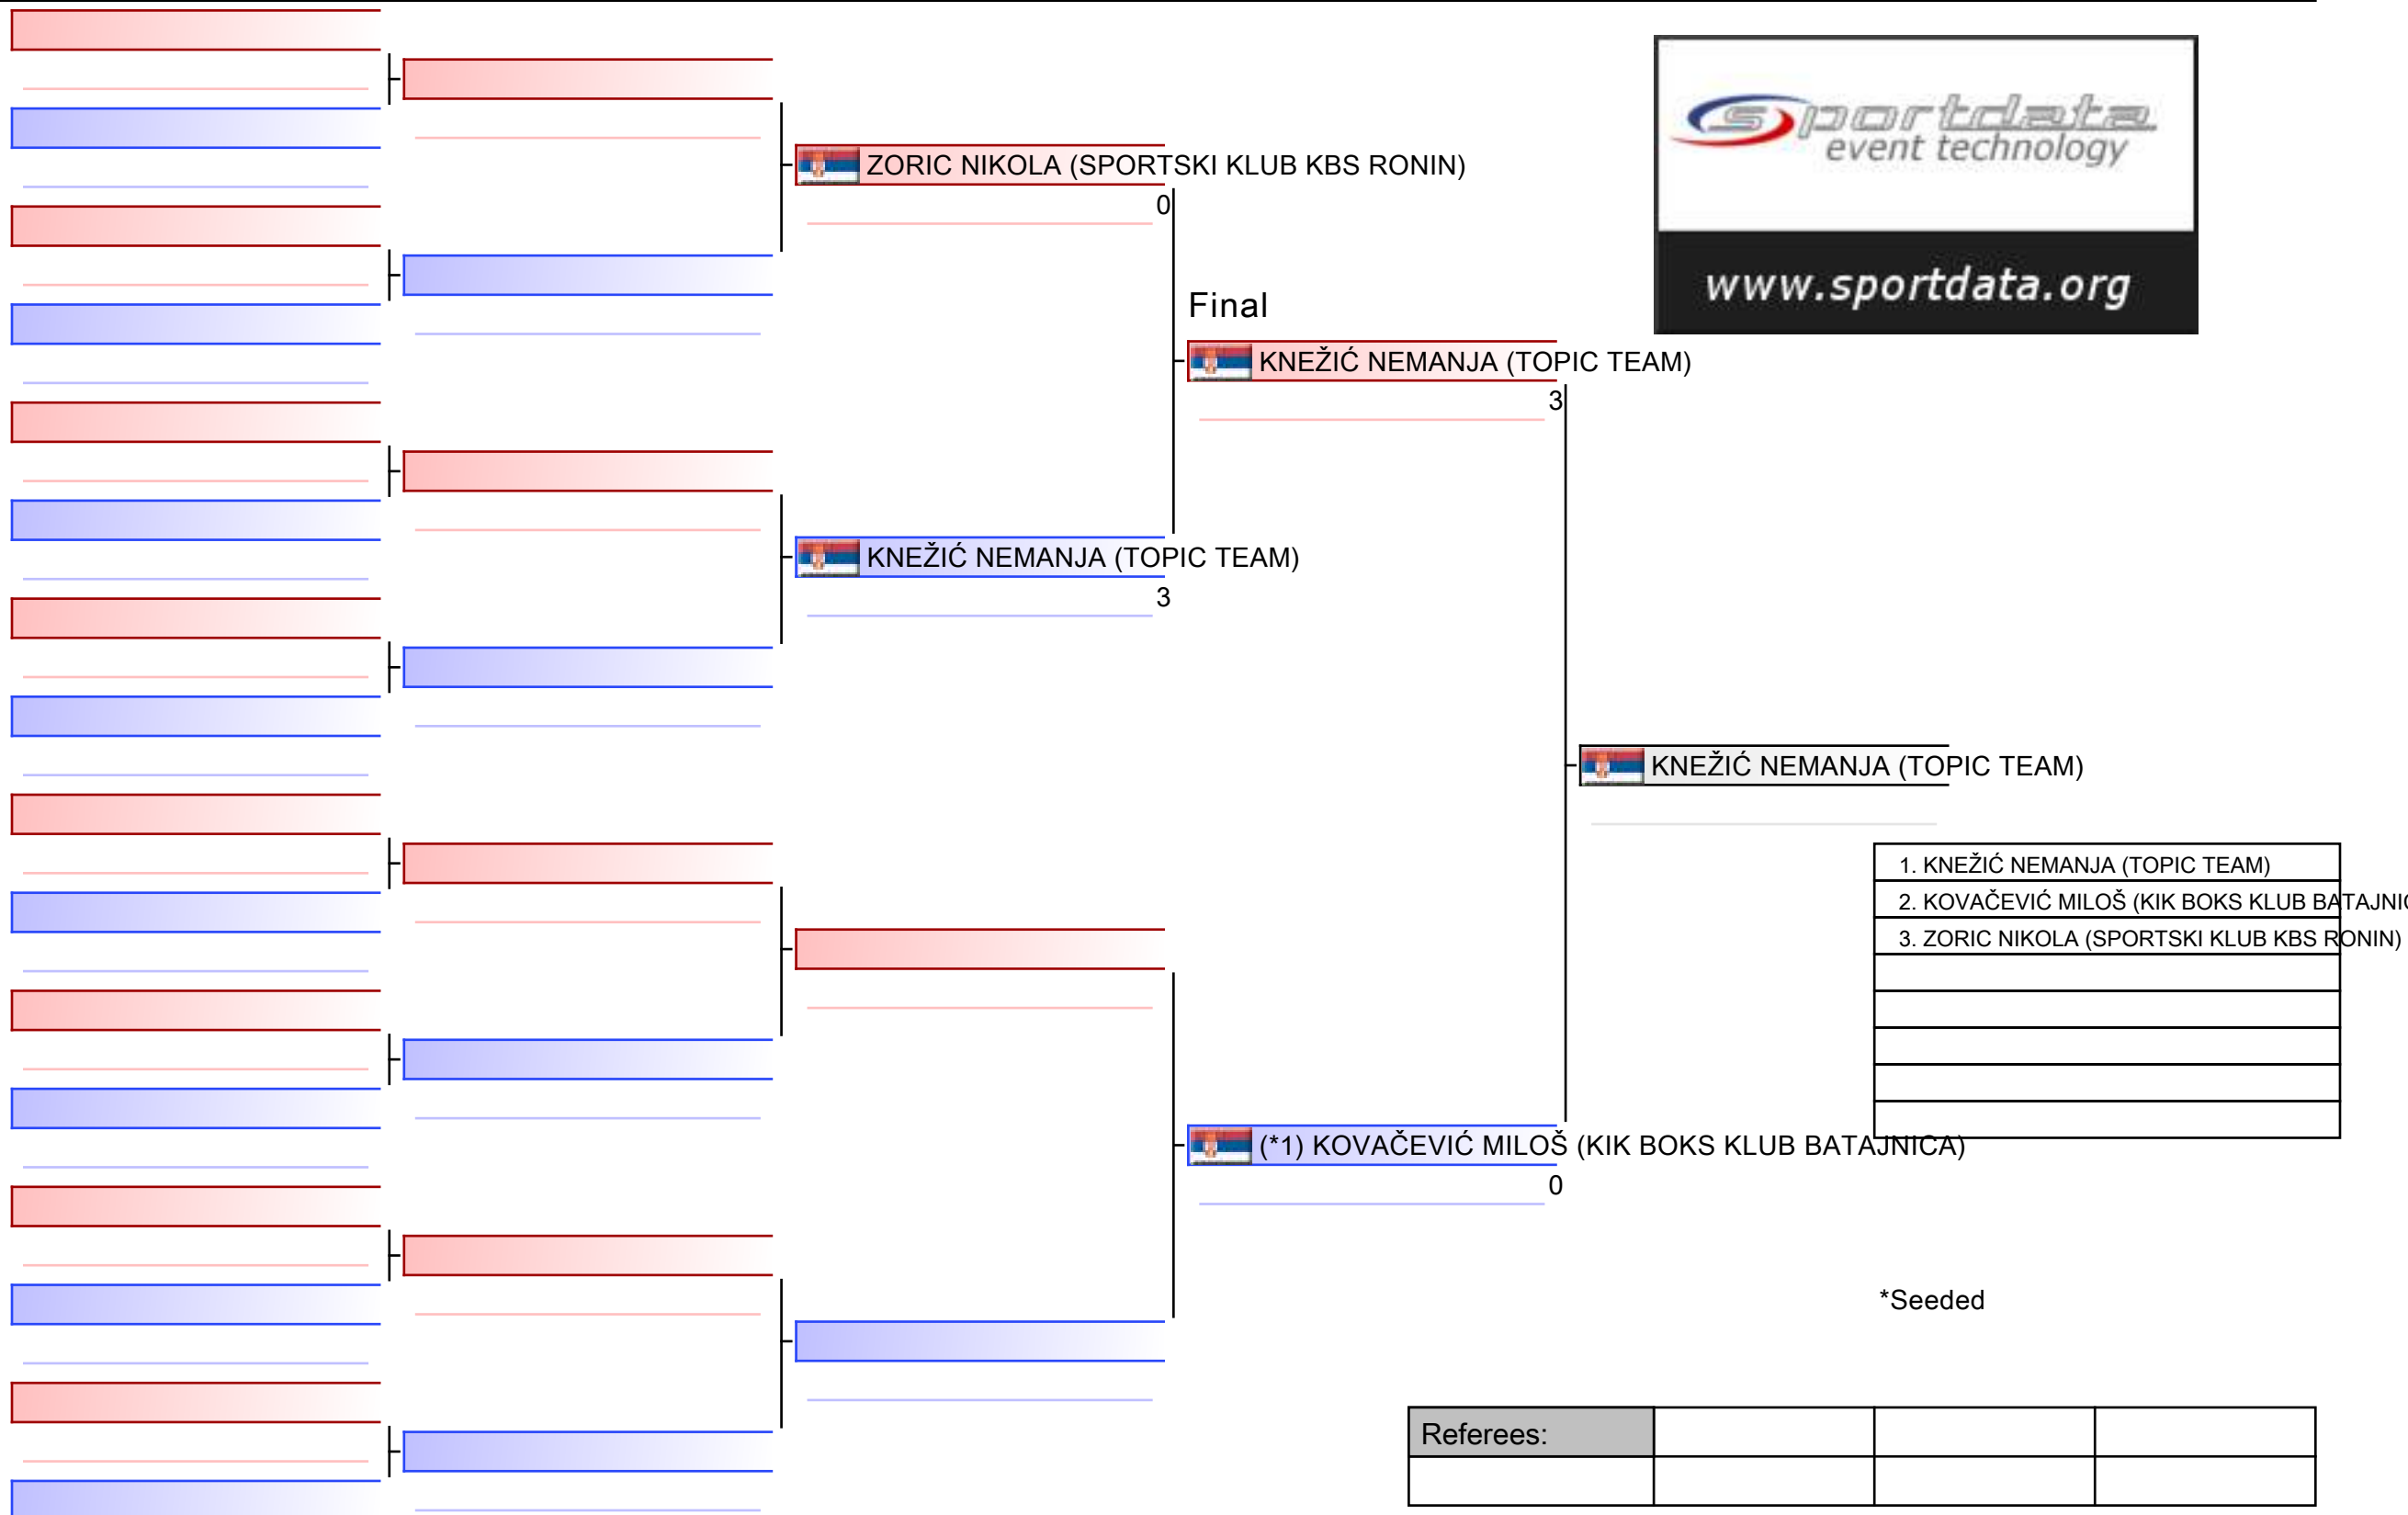 sportdata
event technology
www.sportdata.org
ZORIC NIKOLA (SPORTSKI KLUB KBS RONIN)
0
Final
KNEŽIĆ NEMANJA (TOPIC TEAM)
3
KNEŽIĆ NEMANJA (TOPIC TEAM)
3
KNEŽIĆ NEMANJA (TOPIC TEAM)
1. KNEŽIĆ NEMANJA (TOPIC TEAM)
2. KOVAČEVIĆ MILOŠ (KIK BOKS KLUB BATAJNIC
3. ZORIC NIKOLA (SPORTSKI KLUB KBS RONIN)
(*1) KOVAČEVIĆ MILOŠ (KIK BOKS KLUB BATAJNICA)
0
*Seeded
Referees: